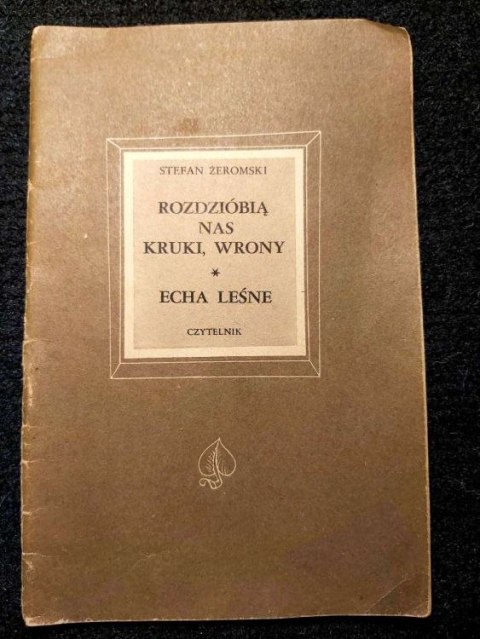 STEFAN ŻEROMSKI
ROZDZIÓBIĄ
NAS
KRUKI, WRONY
*
ECHA LEŚNE
CZYTELNIK